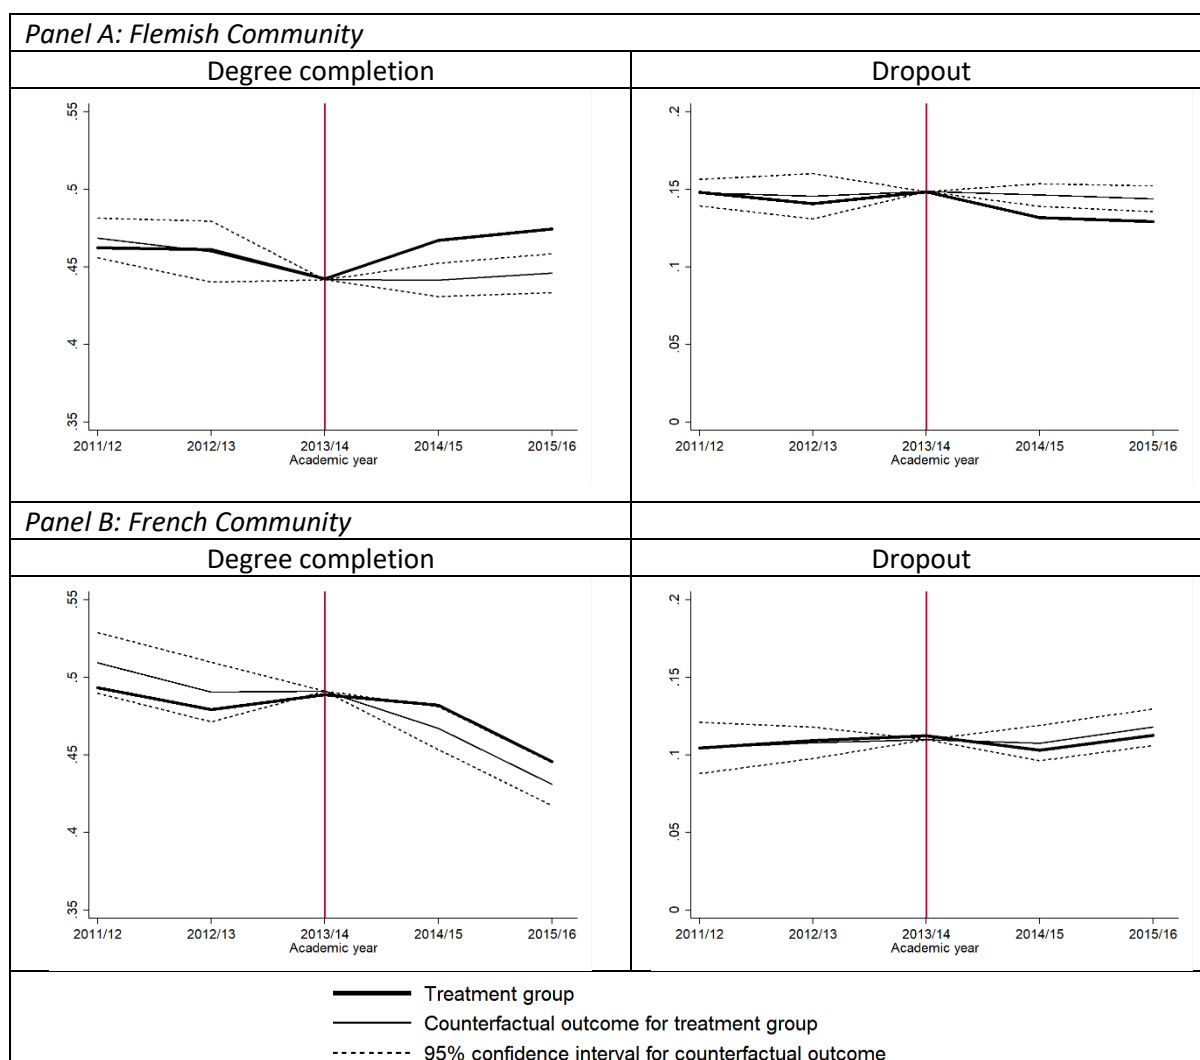 Panel A: Flemish Community
Degree completion
Dropout
.55
.5
.45
.4
.35
2011/12 2012/13 2013/14 2014/15 2015/16
Academic year
.2
.15
.1
.05
0
2011/12 2012/13 2013/14 2014/15 2015/16
Academic year
Panel B: French Community
Degree completion
Dropout
.55
.5
.45
.4
.35
2011/12 2012/13 2013/14 2014/15 2015/16
Academic year
.2
.15
.1
.05
0
2011/12 2012/13 2013/14 2014/15 2015/16
Academic year
Treatment group
Counterfactual outcome for treatment group
95% confidence interval for counterfactual outcome